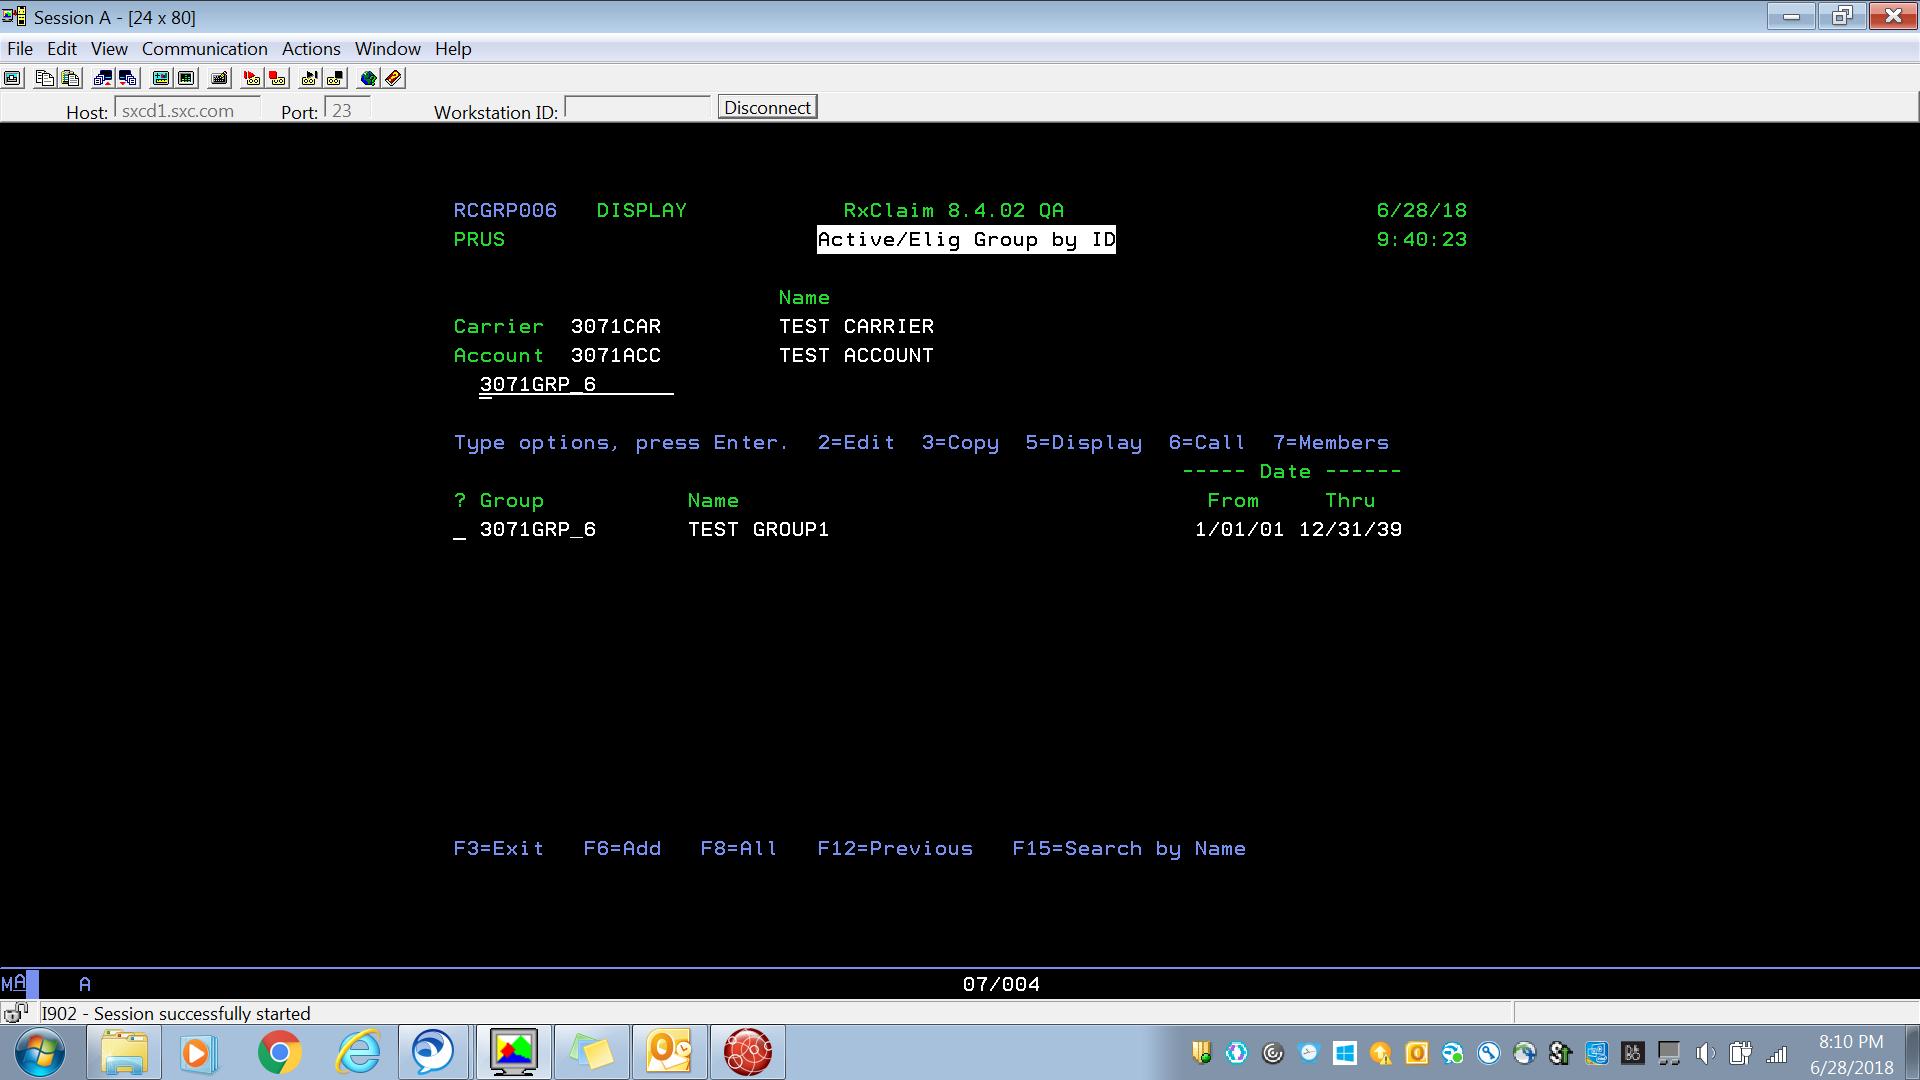 Session A - [24 x 80]
File Edit View Communication Actions Window Help
Host: sxcd1.sxc.com Port: 23 Workstation ID: Disconnect
RCGRP006 DISPLAY RxClaim 8.4.02 QA 6/28/18
PRUS Active/Elig Group by ID 9:40:23
Name
Carrier 3071CAR TEST CARRIER
Account 3071ACC TEST ACCOUNT
3071GRP_6
Type options, press Enter. 2=Edit 3=Copy 5=Display 6=Call 7=Members
----- Date ------
? Group Name From Thru
_ 3071GRP_6 TEST GROUP1 1/01/01 12/31/39
F3=Exit F6=Add F8=All F12=Previous F15=Search by Name
MA A 07/004
I902 - Session successfully started
8:10 PM
6/28/2018